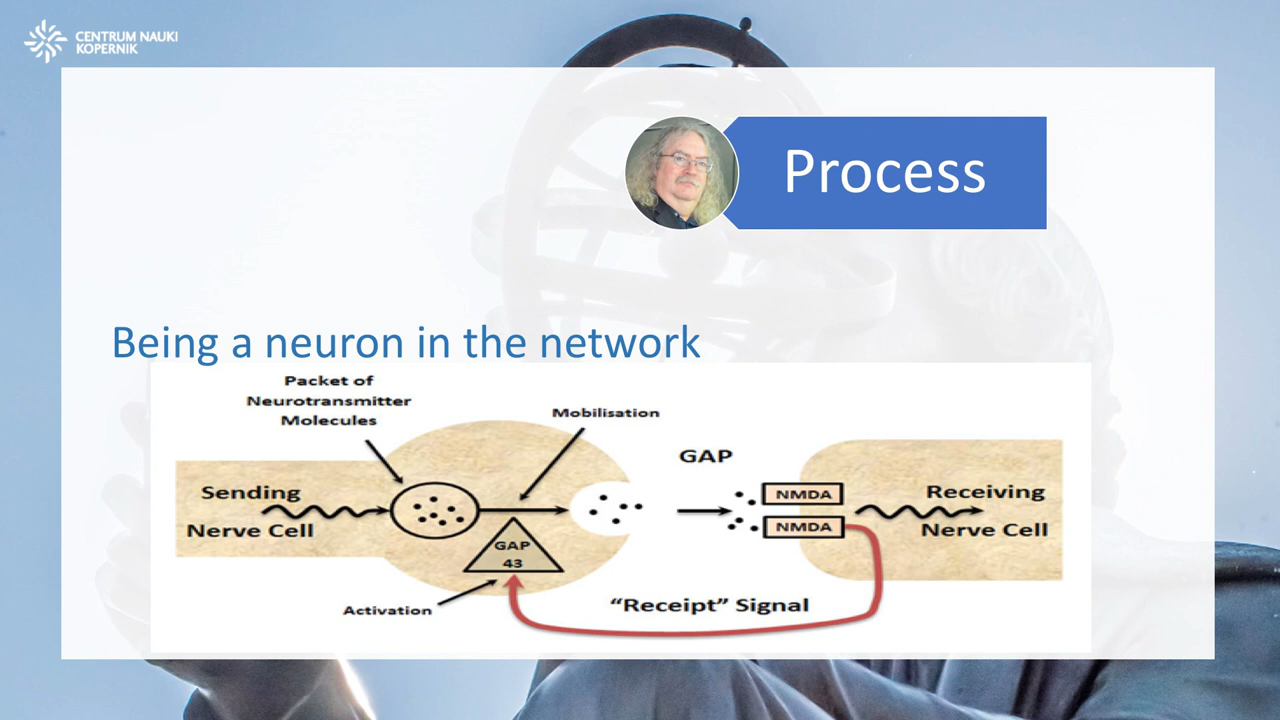 CENTRUM NAUKI
KOPERNIK
Process
Being a neuron in the network
Packet of
Neurotransmitter
Molecules
Mobilisation
GAP
Sending
Nerve Cell
NMDA
NMDA
Receiving
Nerve Cell
GAP
43
Activation
“Receipt” Signal